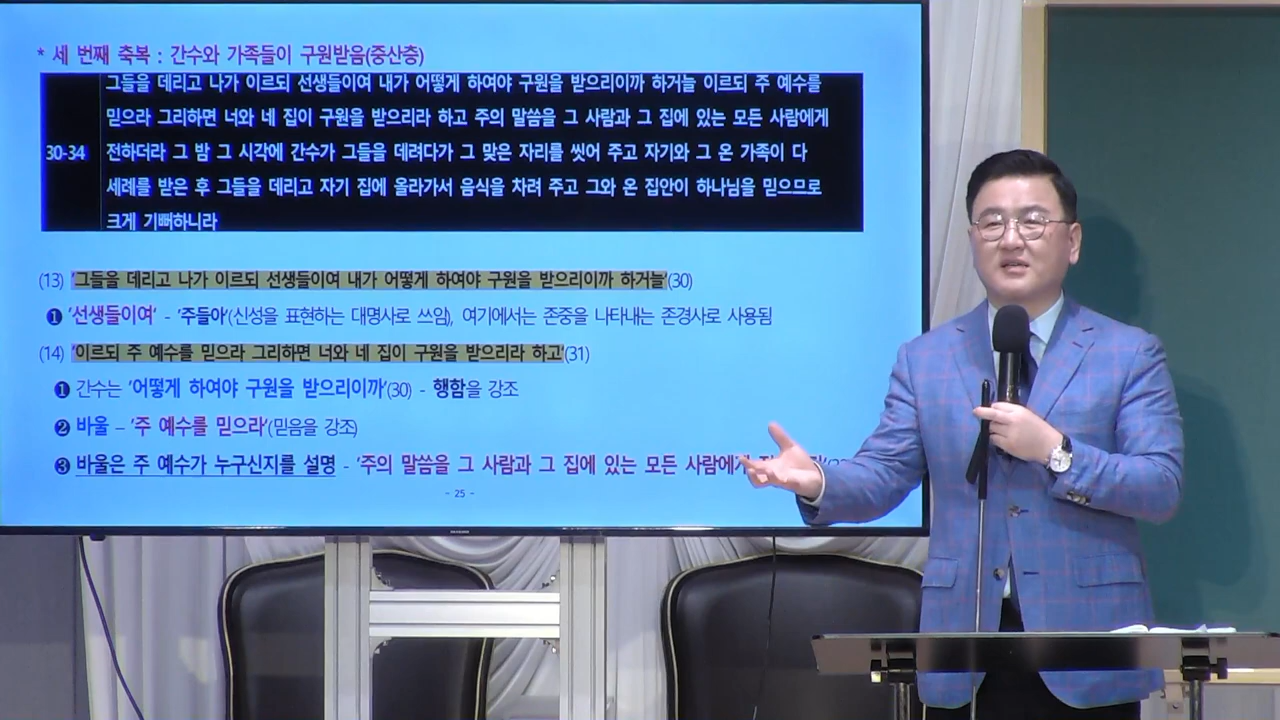 * 세 번째 축복 : 간수와 가족들이 구원받음(중산층)
30-34
그들을 데리고 나가 이르되 선생들이여 내가 어떻게 하여야 구원을 받으리이까 하거늘 이르되 주 예수를
믿으라 그리하면 너와 네 집이 구원을 받으리라 하고 주의 말씀을 그 사람과 그 집에 있는 모든 사람에게
전하더라 그 밤 그 시각에 간수가 그들을 데려다가 그 맞은 자리를 씻어 주고 자기와 그 온 가족이 다
세례를 받은 후 그들을 데리고 자기 집에 올라가서 음식을 차려 주고 그와 온 집안이 하나님을 믿으므로
크게 기뻐하니라
(13) '그들을 데리고 나가 이르되 선생들이여 내가 어떻게 하여야 구원을 받으리이까 하거늘'(30)
❶ '선생들이여' - '주들아'(신성을 표현하는 대명사로 쓰임), 여기에서는 존중을 나타내는 존경사로 사용됨
(14) '이르되 주 예수를 믿으라 그리하면 너와 네 집이 구원을 받으리라 하고'(31)
❶ 간수는 '어떻게 하여야 구원을 받으리이까'(30) - 행함을 강조
❷ 바울 – '주 예수를 믿으라'(믿음을 강조)
❸ 바울은 주 예수가 누구신지를 설명 - '주의 말씀을 그 사람과 그 집에 있는 모든 사람에게
- 25 -